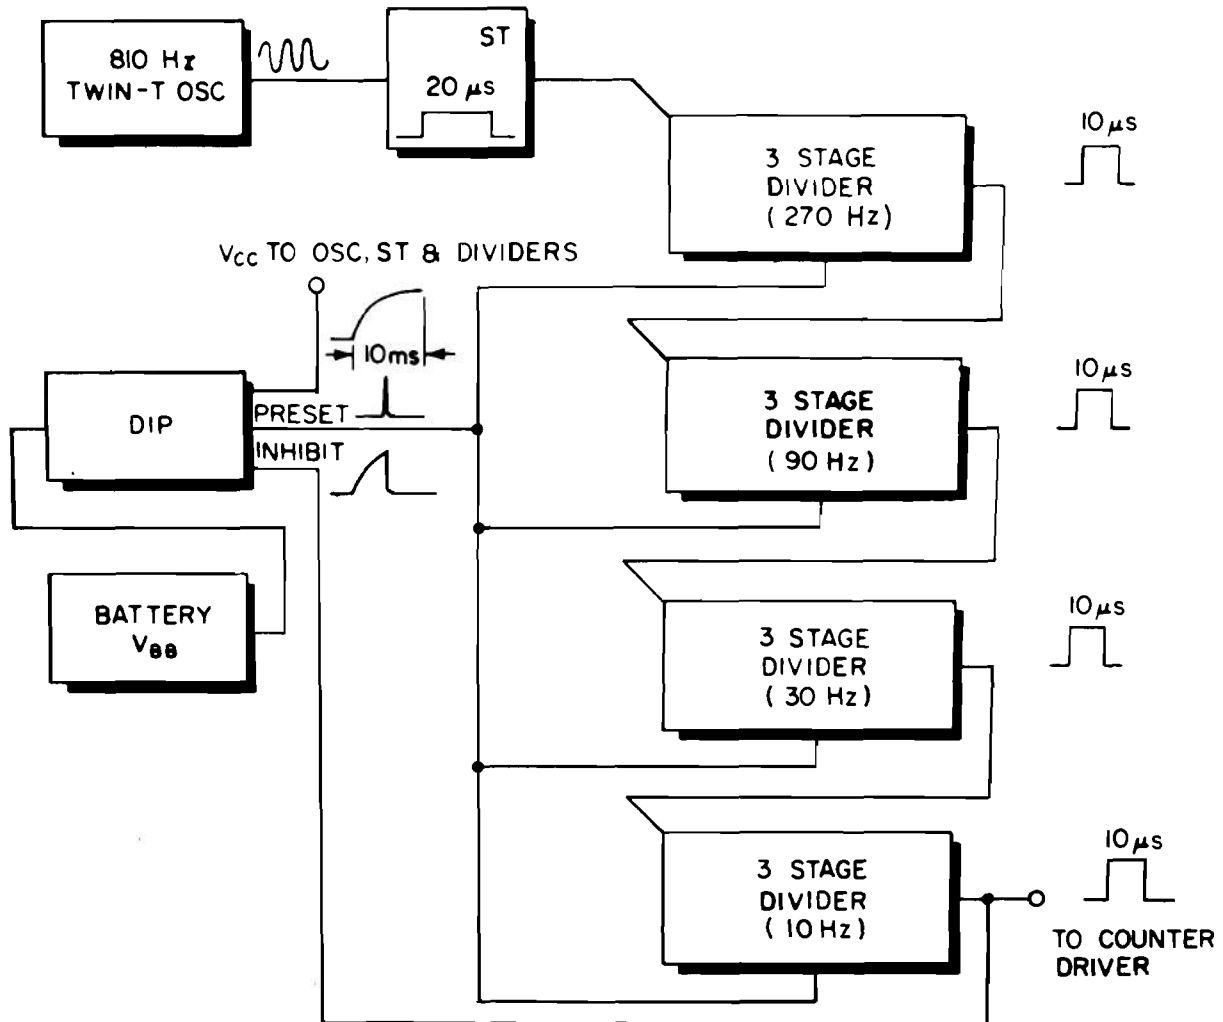 810 Hz
TWIN-T OSC
ST
20 µs
3 STAGE
DIVIDER
( 270 Hz)
10 µs
VCC TO OSC, ST & DIVIDERS
10ms
DIP
PRESET
INHIBIT
3 STAGE
DIVIDER
( 90 Hz)
10 µs
BATTERY
VBB
3 STAGE
DIVIDER
( 30 Hz)
10 µs
3 STAGE
DIVIDER
( 10 Hz)
10 µs
TO COUNTER
DRIVER